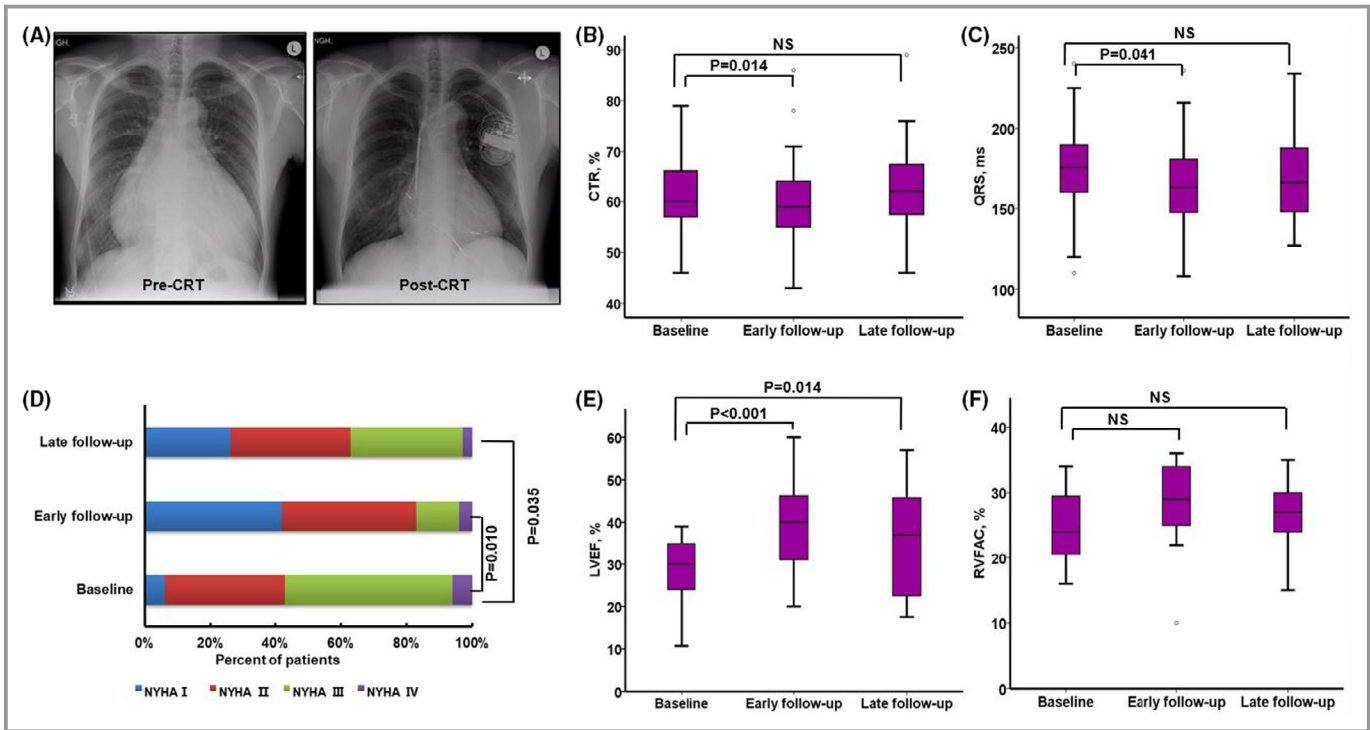 (A)
GH,
L
Pre-CRT
NGH,
L
Post-CRT
(B)
NS
P=0.014
90
80
70
60
50
40
CTR, %
Baseline Early follow-up Late follow-up
(C)
NS
P=0.041
250
200
150
100
QRS, ms
Baseline Early follow-up Late follow-up
(D)
Late follow-up
Early follow-up
Baseline
P=0.010
P=0.035
0% 20% 40% 60% 80% 100%
Percent of patients
NYHA I NYHA II NYHA III NYHA IV
(E)
P=0.014
P<0.001
60
50
40
30
20
10
0
LVEF, %
Baseline Early follow-up Late follow-up
(F)
NS
NS
40
30
20
10
0
RVFAC, %
Baseline Early follow-up Late follow-up